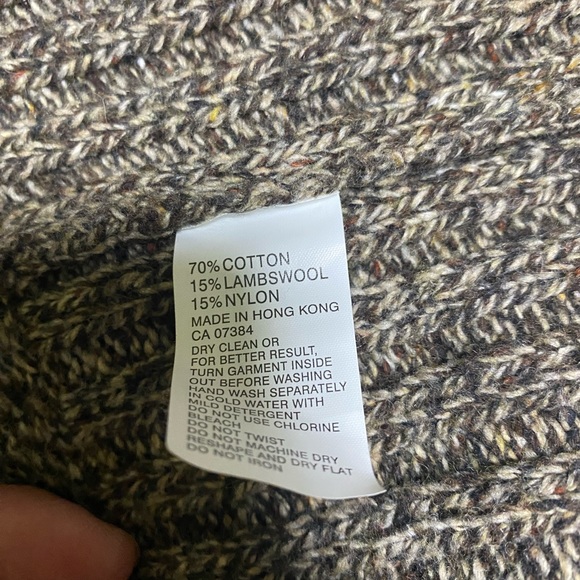 70% COTTON
15% LAMBSWOOL
15% NYLON
MADE IN HONG KONG
CA 07384
DRY CLEAN OR
FOR BETTER RESULT,
TURN GARMENT INSIDE
OUT BEFORE WASHING
HAND WASH SEPARATELY
IN COLD WATER WITH
MILD DETERGENT
DO NOT USE CHLORINE
BLEACH
DO NOT TWIST
DO NOT MACHINE DRY
RESHAPE AND DRY FLAT
DO NOT IRON